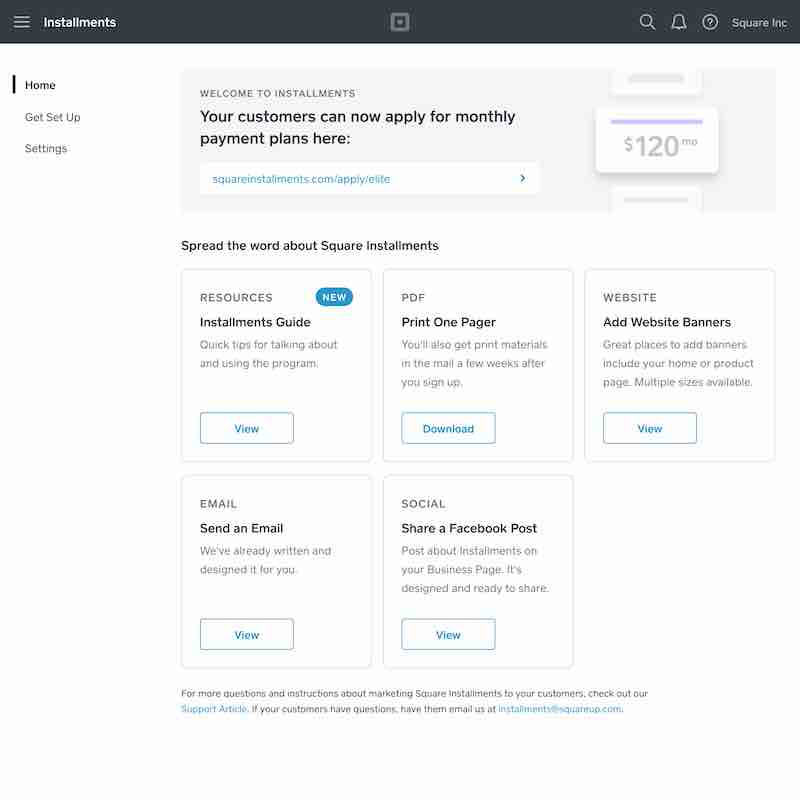 Installments
Square Inc
Home
Get Set Up
Settings
WELCOME TO INSTALLMENTS
Your customers can now apply for monthly
payment plans here:
squareinstallments.com/apply/elite
$120 mo
Spread the word about Square Installments
RESOURCES
NEW
Installments Guide
Quick tips for talking about
and using the program.
View
PDF
Print One Pager
You'll also get print materials
in the mail a few weeks after
you sign up.
Download
WEBSITE
Add Website Banners
Great places to add banners
include your home or product
page. Multiple sizes available.
View
EMAIL
Send an Email
We've already written and
designed it for you.
View
SOCIAL
Share a Facebook Post
Post about Installments on
your Business Page. It's
designed and ready to share.
View
For more questions and instructions about marketing Square Installments to your customers, check out our
Support Article. If your customers have questions, have them email us at installments@squareup.com.